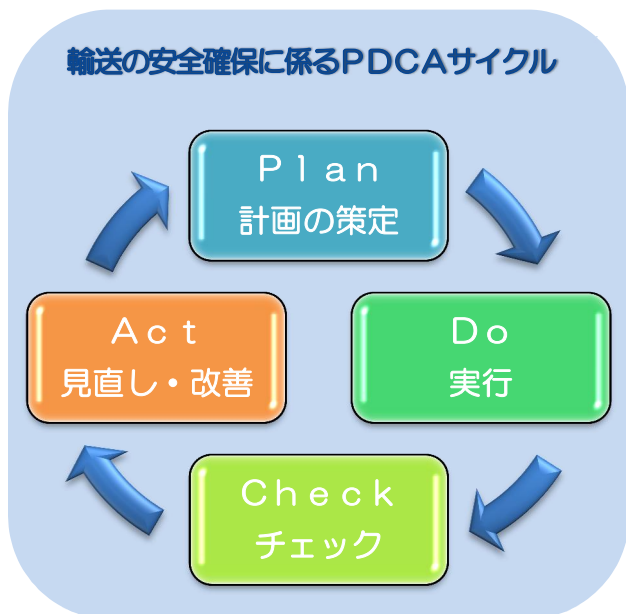 輸送の安全確保に係るPDCAサイクル
Plan
計画の策定
Act
見直し・改善
Do
実行
Check
チェック